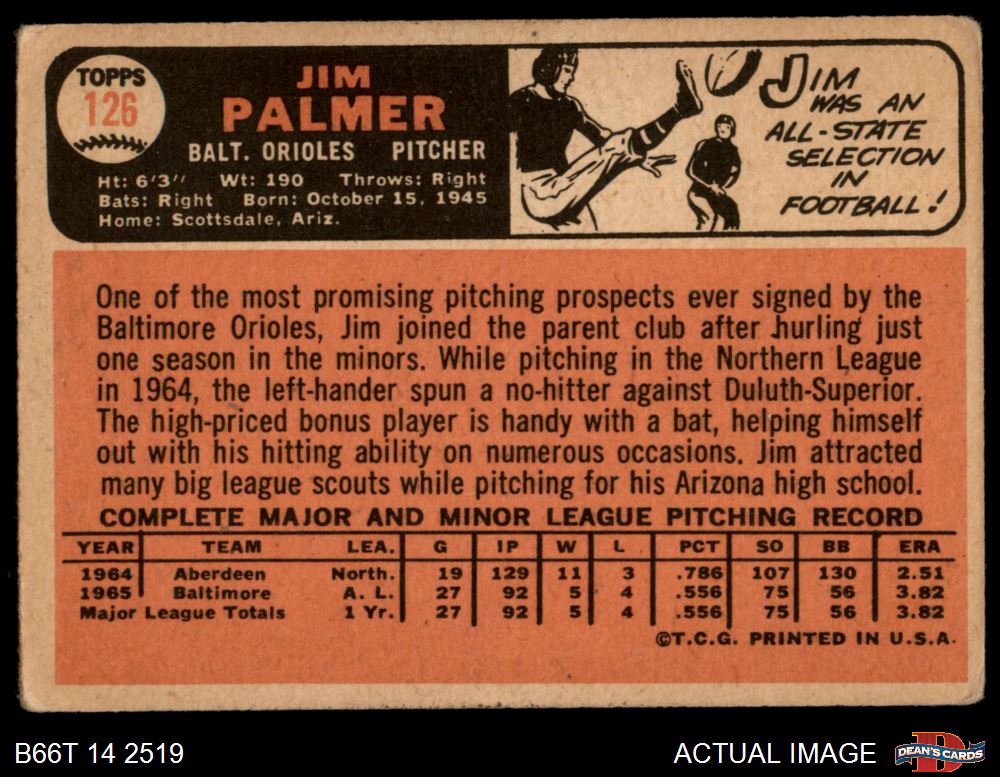 TOPPS
126
JIM
PALMER
BALT. ORIOLES PITCHER
Ht: 6'3" Wt: 190 Throws: Right
Bats: Right Born: October 15, 1945
Home: Scottsdale, Ariz.
JIM
WAS AN
ALL-STATE
SELECTION
IN
FOOTBALL!
One of the most promising pitching prospects ever signed by the
Baltimore Orioles, Jim joined the parent club after hurling just
one season in the minors. While pitching in the Northern League
in 1964, the left-hander spun a no-hitter against Duluth-Superior.
The high-priced bonus player is handy with a bat, helping himself
out with his hitting ability on numerous occasions. Jim attracted
many big league scouts while pitching for his Arizona high school.
COMPLETE MAJOR AND MINOR LEAGUE PITCHING RECORD
YEAR TEAM LEA. G IP W L PCT SO BB ERA
1964 Aberdeen North. 19 129 11 3 .786 107 130 2.51
1965 Baltimore A. L. 27 92 5 4 .556 75 56 3.82
Major League Totals 1 Yr. 27 92 5 4 .556 75 56 3.82
©T.C.G. PRINTED IN U.S.A.
B66T 14 2519
ACTUAL IMAGE
DEAN'S CARDS